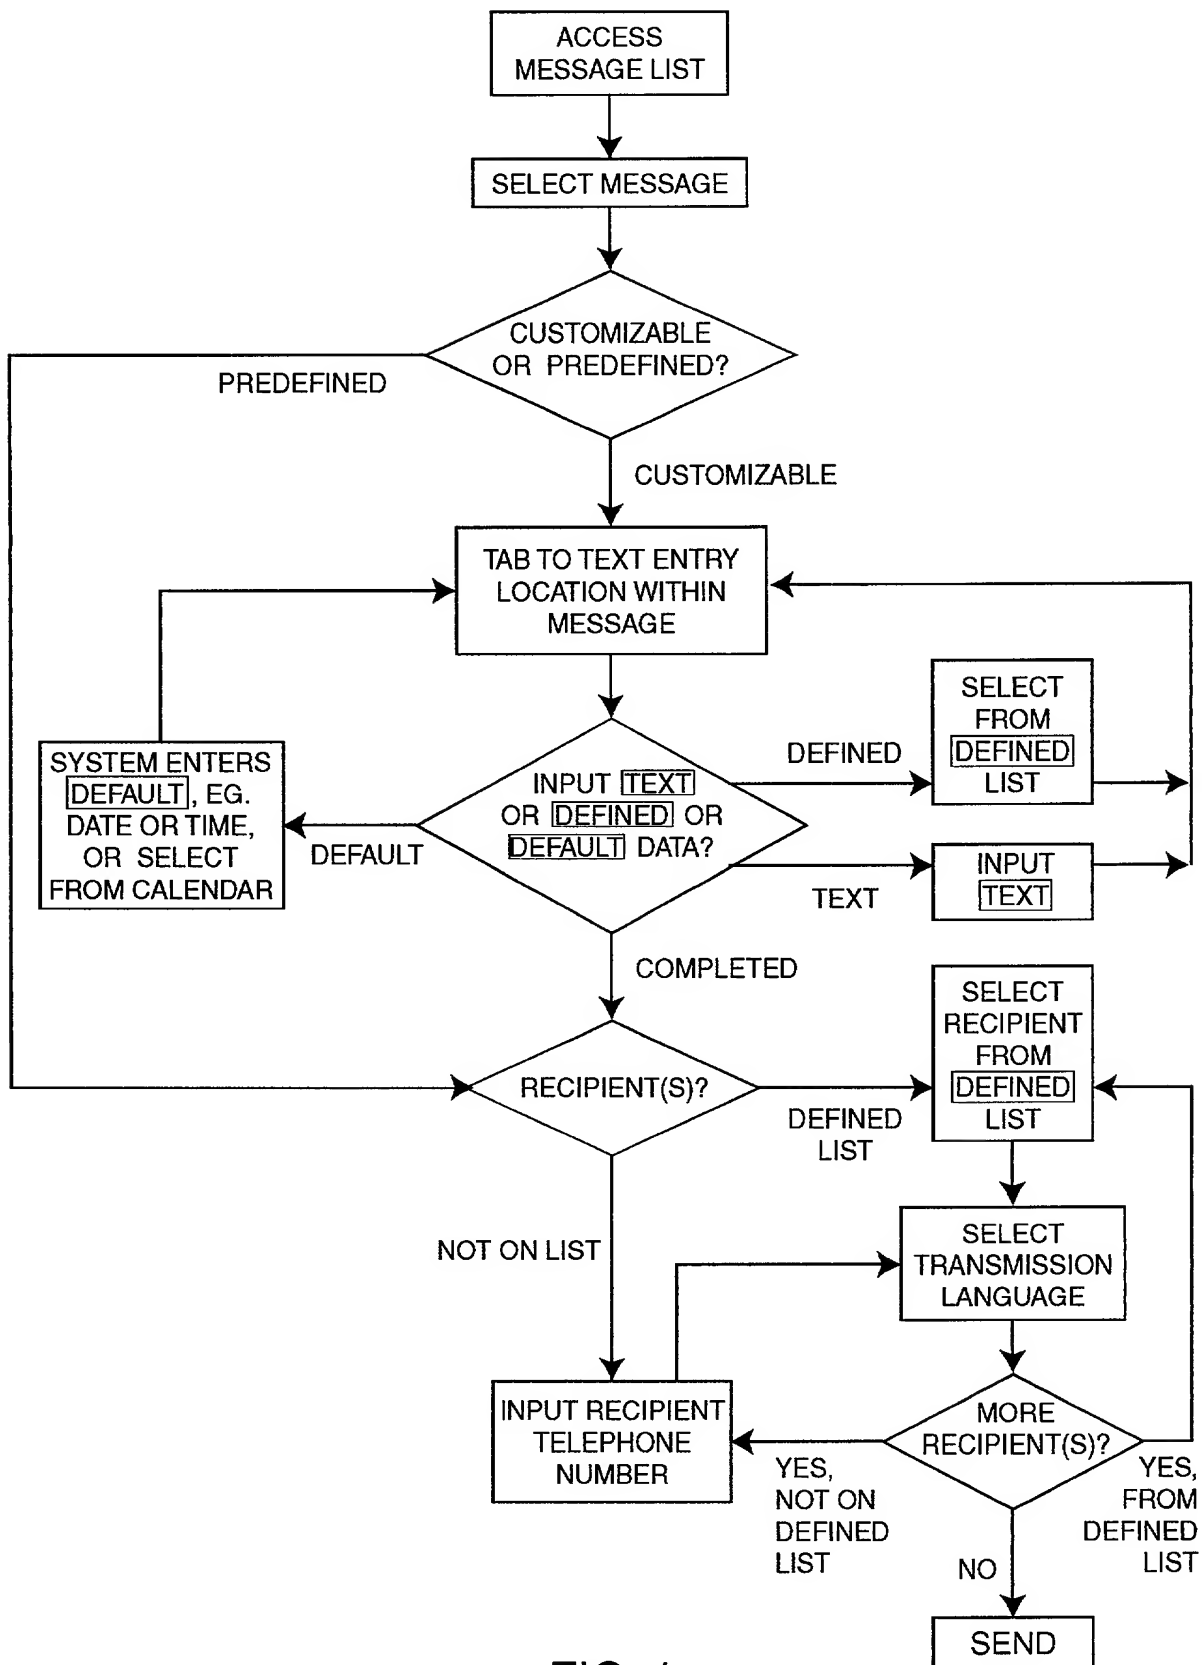 ACCESS
MESSAGE LIST
SELECT MESSAGE
CUSTOMIZABLE
OR PREDEFINED?
PREDEFINED
CUSTOMIZABLE
TAB TO TEXT ENTRY
LOCATION WITHIN
MESSAGE
SYSTEM ENTERS
DEFAULT, EG.
DATE OR TIME,
OR SELECT
FROM CALENDAR
DEFAULT
INPUT TEXT
OR DEFINED OR
DEFAULT DATA?
DEFINED
SELECT
FROM
DEFINED
LIST
TEXT
INPUT
TEXT
COMPLETED
RECIPIENT(S)?
DEFINED
LIST
SELECT
RECIPIENT
FROM
DEFINED
LIST
NOT ON LIST
SELECT
TRANSMISSION
LANGUAGE
INPUT RECIPIENT
TELEPHONE
NUMBER
MORE
RECIPIENT(S)?
YES,
NOT ON
DEFINED
LIST
YES,
FROM
DEFINED
LIST
NO
SEND